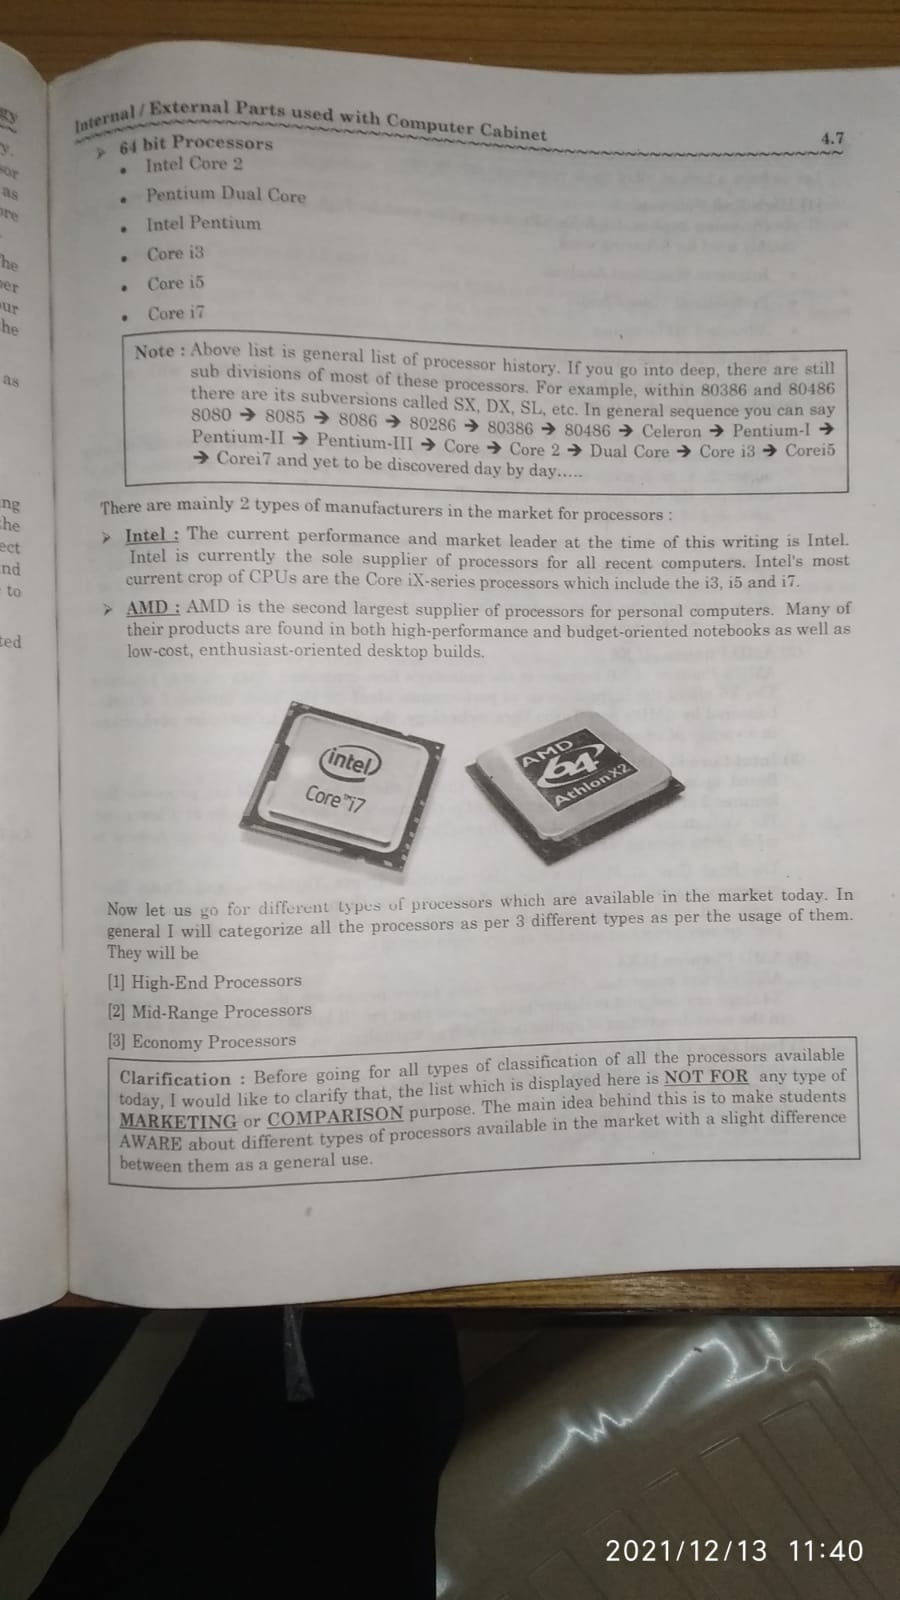 Internal / External Parts used with Computer Cabinet 4.7
➢ 64 bit Processors
• Intel Core 2
• Pentium Dual Core
• Intel Pentium
• Core i3
• Core i5
• Core i7
Note : Above list is general list of processor history. If you go into deep, there are still
sub divisions of most of these processors. For example, within 80386 and 80486
there are its subversions called SX, DX, SL, etc. In general sequence you can say
8080 ➔ 8085 ➔ 8086 ➔ 80286 ➔ 80386 ➔ 80486 ➔ Celeron ➔ Pentium-I ➔
Pentium-II ➔ Pentium-III ➔ Core ➔ Core 2 ➔ Dual Core ➔ Core i3 ➔ Corei5
➔ Corei7 and yet to be discovered day by day.....
There are mainly 2 types of manufacturers in the market for processors :
➢ Intel : The current performance and market leader at the time of this writing is Intel.
Intel is currently the sole supplier of processors for all recent computers. Intel's most
current crop of CPUs are the Core iX-series processors which include the i3, i5 and i7.
➢ AMD : AMD is the second largest supplier of processors for personal computers. Many of
their products are found in both high-performance and budget-oriented notebooks as well as
low-cost, enthusiast-oriented desktop builds.
intel
Core™i7
AMD
64
Athlon X2
Now let us go for different types of processors which are available in the market today. In
general I will categorize all the processors as per 3 different types as per the usage of them.
They will be
[1] High-End Processors
[2] Mid-Range Processors
[3] Economy Processors
Clarification : Before going for all types of classification of all the processors available
today, I would like to clarify that, the list which is displayed here is NOT FOR any type of
MARKETING or COMPARISON purpose. The main idea behind this is to make students
AWARE about different types of processors available in the market with a slight difference
between them as a general use.
2021/12/13 11:40